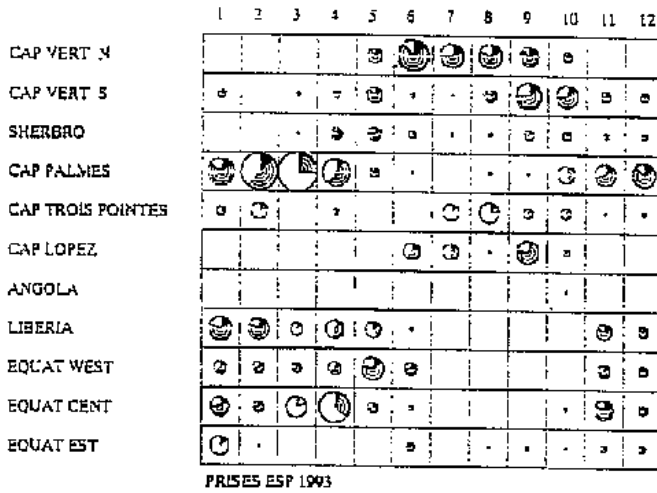 1 2 3 4 5 6 7 8 9 10 11 12
CAP VERT N
CAP VERT S
SHERBRO
CAP PALMES
CAP TROIS POINTES
CAP LOPEZ
ANGOLA
LIBERIA
EQUAT WEST
EQUAT CENT
EQUAT EST
PRISES ESP 1993